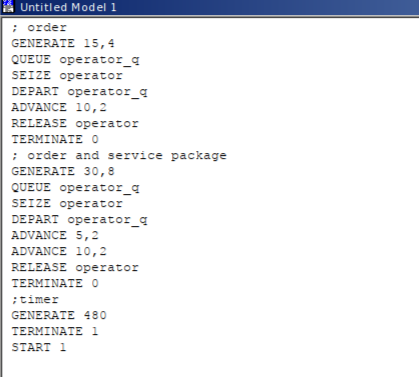 Untitled Model 1
; order
GENERATE 15,4
QUEUE operator_q
SEIZE operator
DEPART operator_q
ADVANCE 10,2
RELEASE operator
TERMINATE 0
; order and service package
GENERATE 30,8
QUEUE operator_q
SEIZE operator
DEPART operator_q
ADVANCE 5,2
ADVANCE 10,2
RELEASE operator
TERMINATE 0
;timer
GENERATE 480
TERMINATE 1
START 1